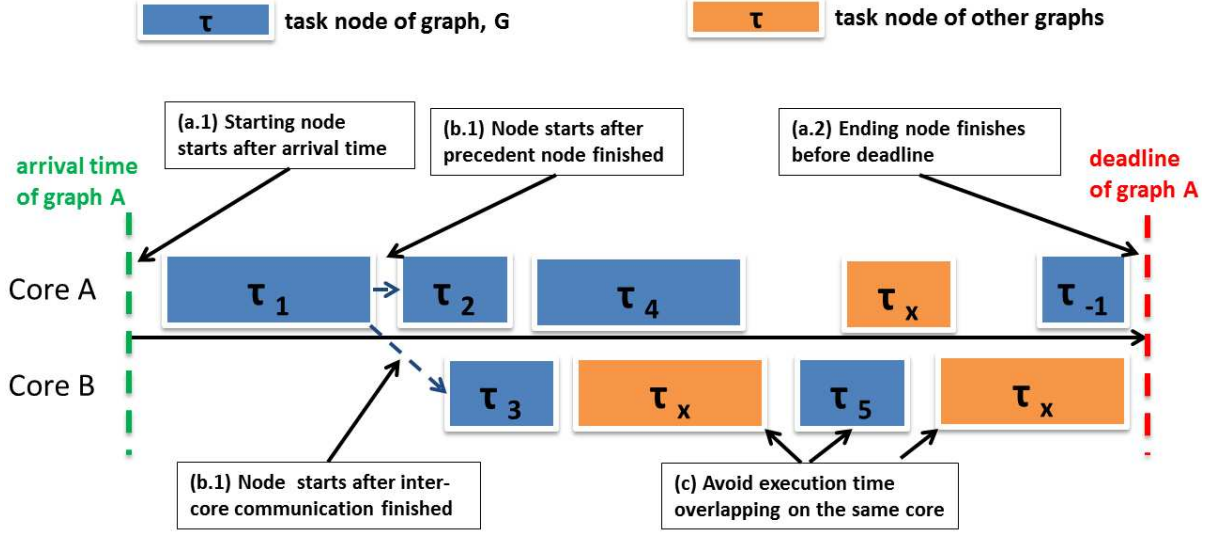 τ task node of graph, G
τ task node of other graphs
(a.1) Starting node
starts after arrival time
(b.1) Node starts after
precedent node finished
(a.2) Ending node finishes
before deadline
arrival time
of graph A
deadline
of graph A
Core A
τ 1
τ 2
τ 4
τ x
τ -1
Core B
τ 3
τ x
τ 5
τ x
(b.1) Node  starts after inter-
core communication finished
(c) Avoid execution time
overlapping on the same core